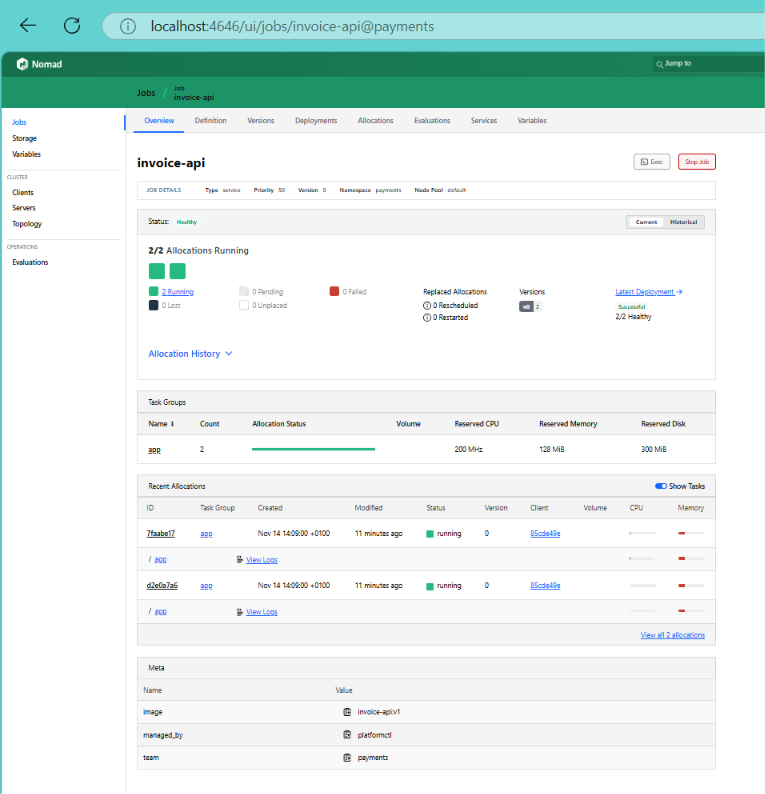 localhost:4646/ui/jobs/invoice-api@payments
Nomad
Jump to
Jobs / Job
invoice-api
Jobs
Storage
Variables
CLUSTER
Clients
Servers
Topology
OPERATIONS
Evaluations
Overview Definition Versions Deployments Allocations Evaluations Services Variables
invoice-api
Exec Stop Job
JOB DETAILS Type service Priority 50 Version 0 Namespace payments Node Pool default
Status: Healthy Current Historical
2/2 Allocations Running
2 Running 0 Pending 0 Failed Replaced Allocations Versions Latest Deployment
0 Lost 0 Unplaced 0 Rescheduled v0 2 Successful
0 Restarted 2/2 Healthy
Allocation History
Task Groups
Name Count Allocation Status Volume Reserved CPU Reserved Memory Reserved Disk
app 2 200 MHz 128 MiB 300 MiB
Recent Allocations Show Tasks
ID Task Group Created Modified Status Version Client Volume CPU Memory
7faabe17 app Nov 14 14:09:00 +0100 11 minutes ago running 0 85cde49e
/ app View Logs
d2e0a7a6 app Nov 14 14:09:00 +0100 11 minutes ago running 0 85cde49e
/ app View Logs
View all 2 allocations
Meta
Name Value
image invoice-api:v1
managed_by platformctl
team payments